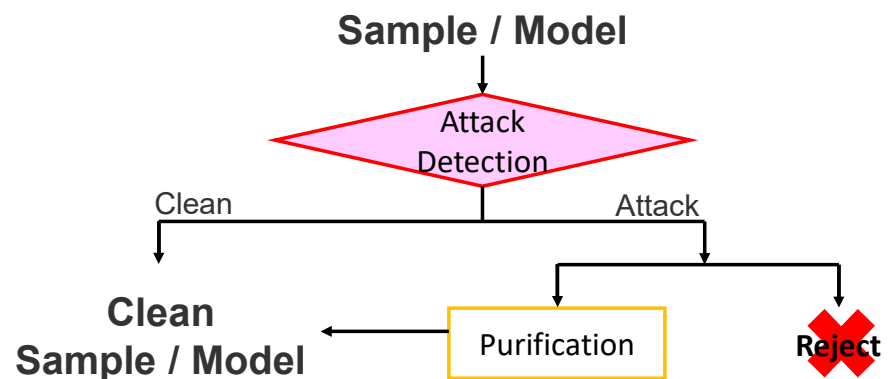 Sample / Model
Attack
Detection
Clean
Attack
Clean
Sample / Model
Purification
Reject